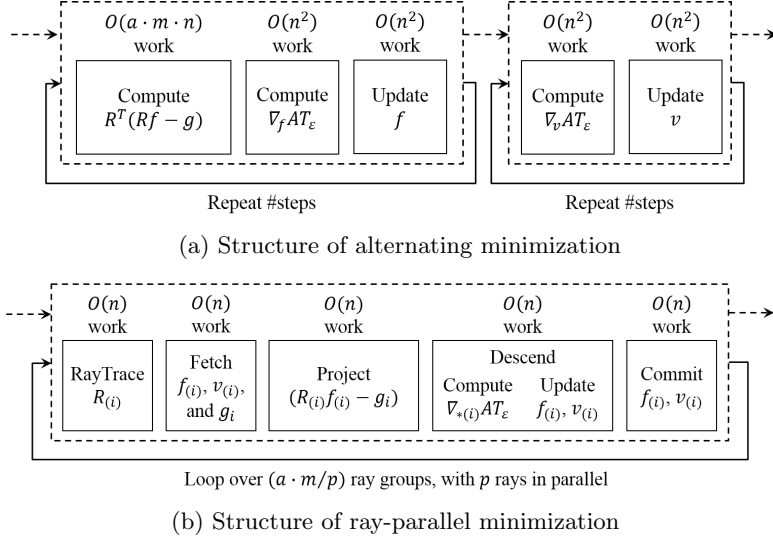 O(a · m · n) work O(n²) work O(n²) work O(n²) work O(n²) work
Compute Compute Update Compute Update
Rᵀ(Rf − g) ∇_f AT_ε f ∇_v AT_ε v
Repeat #steps Repeat #steps
(a) Structure of alternating minimization
O(n) work O(n) work O(n) work O(n) work O(n) work
RayTrace
R_(i)
Fetch
f_(i), v_(i),
and g_i
Project
(R_(i)f_(i) − g_i)
Descend
Compute Update
∇_*(i)AT_ε f_(i), v_(i)
Commit
f_(i), v_(i)
Loop over (a · m/p) ray groups, with p rays in parallel
(b) Structure of ray-parallel minimization